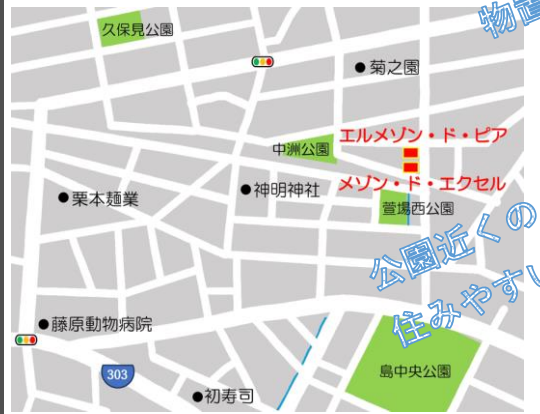 久保見公園
物置
菊之園
エルメゾン・ド・ピア
中洲公園
メゾン・ド・エクセル
神明神社
栗本麺業
萱場西公園
公園近くの
住みやすい
藤原動物病院
島中央公園
303
初寿司